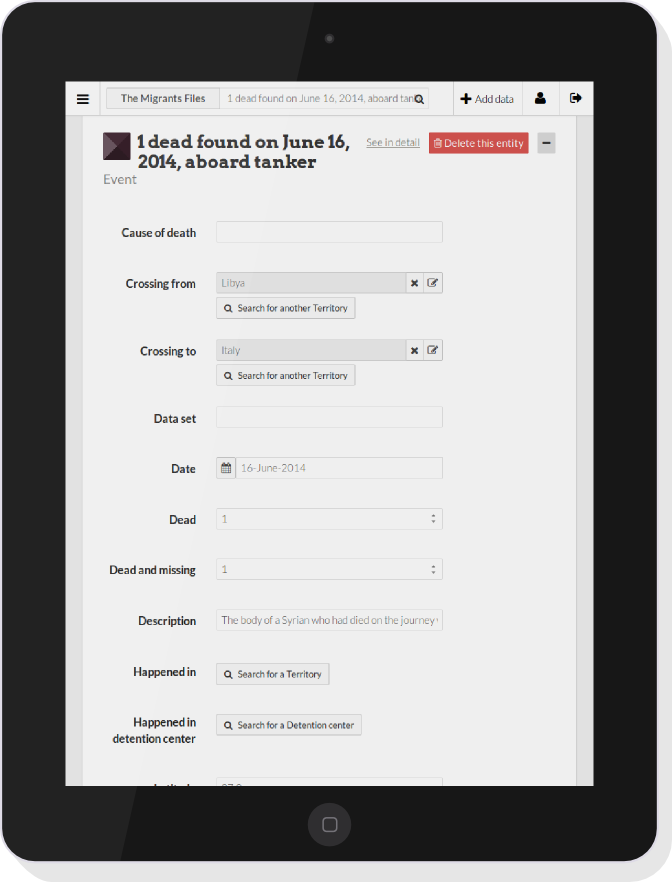 The Migrants Files
1 dead found on June 16, 2014, aboard tank
Add data
1 dead found on June 16,
2014, aboard tanker
See in detail
Delete this entity
Event
Cause of death
Crossing from
Libya
Search for another Territory
Crossing to
Italy
Search for another Territory
Data set
Date
16-June-2014
Dead
1
Dead and missing
1
Description
The body of a Syrian who had died on the journey
Happened in
Search for a Territory
Happened in
detention center
Search for a Detention center